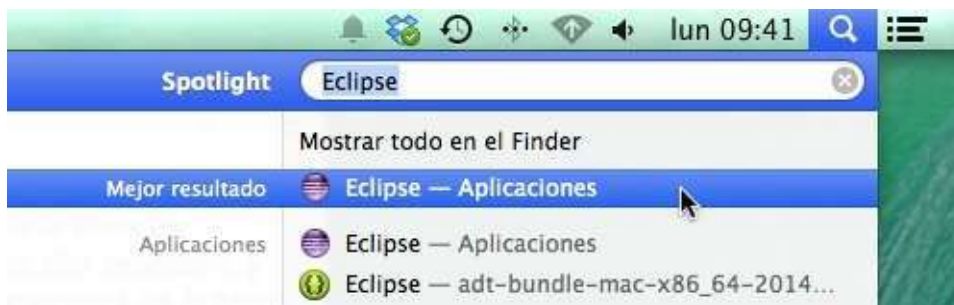 lun 09:41
Spotlight Eclipse
Mostrar todo en el Finder
Mejor resultado Eclipse — Aplicaciones
Aplicaciones Eclipse — Aplicaciones
Eclipse — adt-bundle-mac-x86_64-2014...